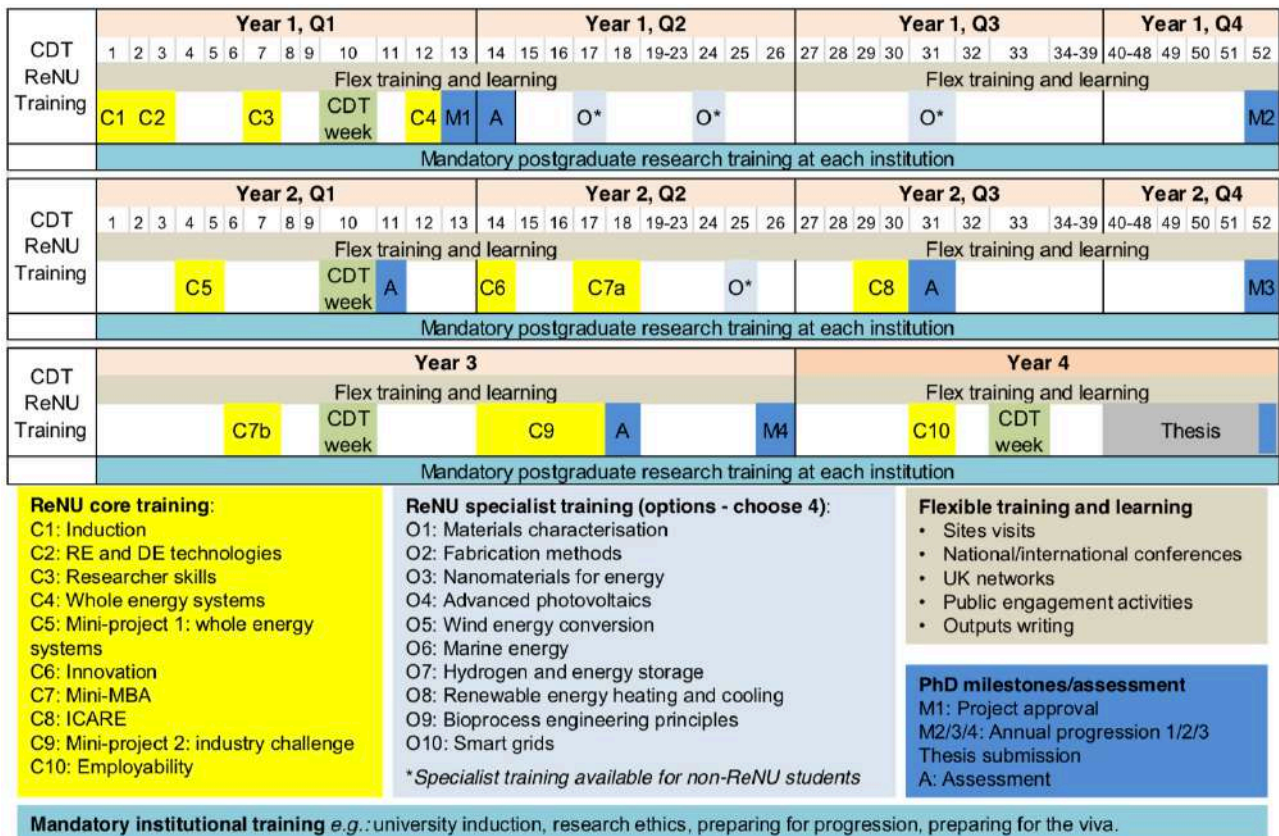 Year 1, Q1 Year 1, Q2 Year 1, Q3 Year 1, Q4
CDT ReNU Training
1 2 3 4 5 6 7 8 9 10 11 12 13 14 15 16 17 18 19-23 24 25 26 27 28 29 30 31 32 33 34-39 40-48 49 50 51 52
Flex training and learning Flex training and learning
C1 C2 C3 CDT week C4 M1 A O* O* O* M2
Mandatory postgraduate research training at each institution
Year 2, Q1 Year 2, Q2 Year 2, Q3 Year 2, Q4
CDT ReNU Training
1 2 3 4 5 6 7 8 9 10 11 12 13 14 15 16 17 18 19-23 24 25 26 27 28 29 30 31 32 33 34-39 40-48 49 50 51 52
Flex training and learning Flex training and learning
C5 CDT week A C6 C7a O* C8 A M3
Mandatory postgraduate research training at each institution
Year 3 Year 4
CDT ReNU Training
Flex training and learning Flex training and learning
C7b CDT week C9 A M4 C10 CDT week Thesis
Mandatory postgraduate research training at each institution
ReNU core training:
C1: Induction
C2: RE and DE technologies
C3: Researcher skills
C4: Whole energy systems
C5: Mini-project 1: whole energy
systems
C6: Innovation
C7: Mini-MBA
C8: ICARE
C9: Mini-project 2: industry challenge
C10: Employability
ReNU specialist training (options - choose 4):
O1: Materials characterisation
O2: Fabrication methods
O3: Nanomaterials for energy
O4: Advanced photovoltaics
O5: Wind energy conversion
O6: Marine energy
O7: Hydrogen and energy storage
O8: Renewable energy heating and cooling
O9: Bioprocess engineering principles
O10: Smart grids
*Specialist training available for non-ReNU students
Flexible training and learning
• Sites visits
• National/international conferences
• UK networks
• Public engagement activities
• Outputs writing
PhD milestones/assessment
M1: Project approval
M2/3/4: Annual progression 1/2/3
Thesis submission
A: Assessment
Mandatory institutional training e.g.: university induction, research ethics, preparing for progression, preparing for the viva.